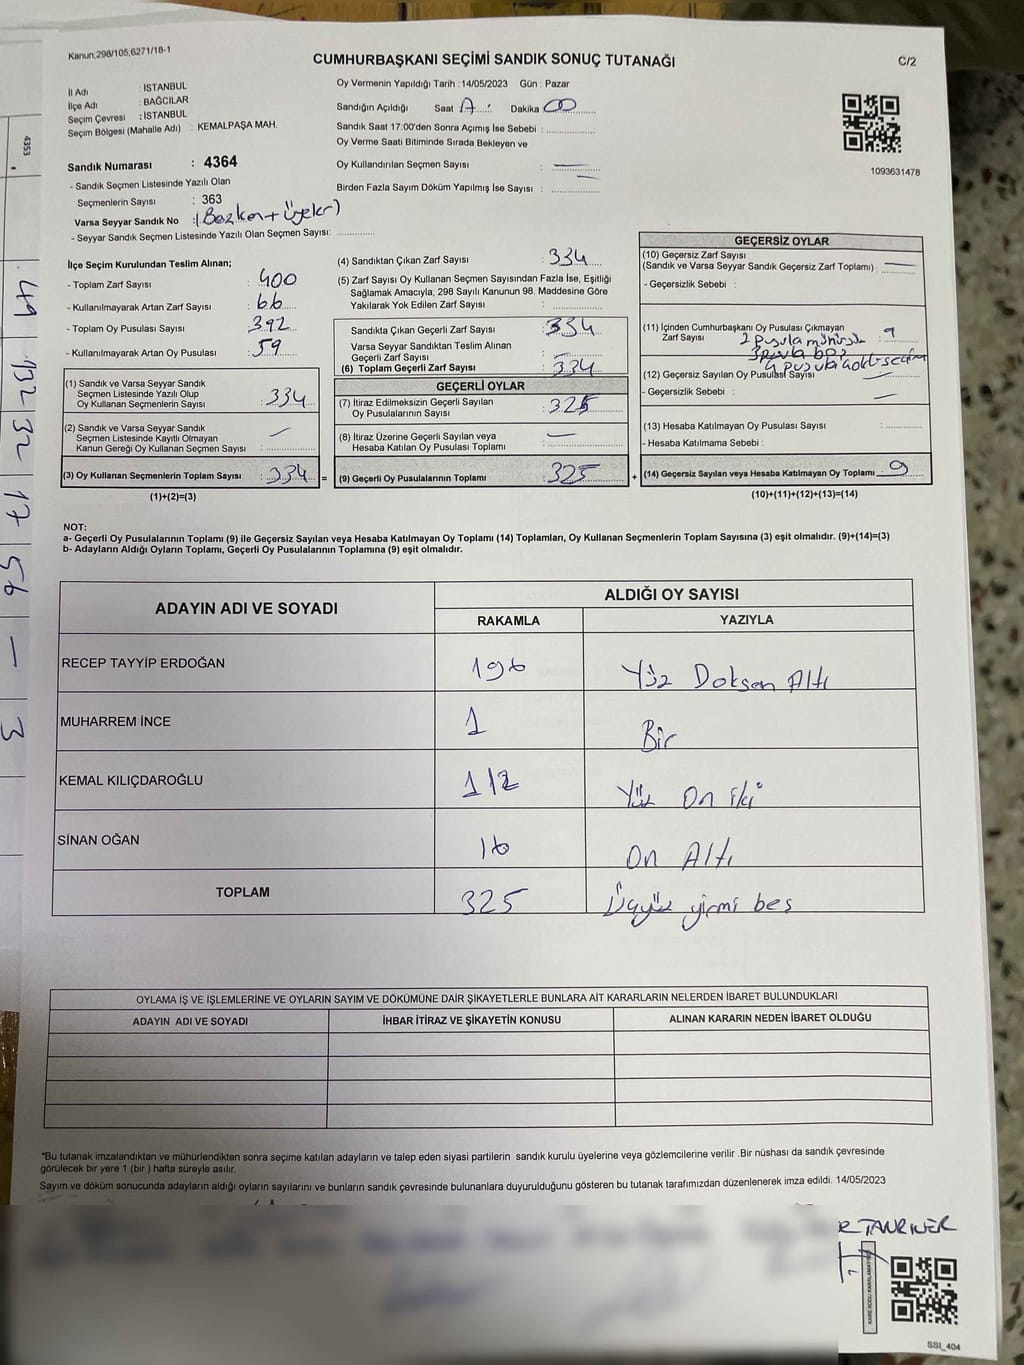 Kanun;298/105;6271/18-1
CUMHURBAŞKANI SEÇİMİ SANDIK SONUÇ TUTANAĞI
C/2
İl Adı : İSTANBUL
İlçe Adı : BAĞCILAR
Seçim Çevresi : İSTANBUL
Seçim Bölgesi (Mahalle Adı) : KEMALPAŞA MAH.
Sandık Numarası : 4364
- Sandık Seçmen Listesinde Yazılı Olan
Seçmenlerin Sayısı : 363
Varsa Seyyar Sandık No : (Başkan + Üyeler)
- Seyyar Sandık Seçmen Listesinde Yazılı Olan Seçmen Sayısı: ..............
Oy Vermenin Yapıldığı Tarih : 14/05/2023 Gün : Pazar
Sandığın Açıldığı Saat Dakika 00
Sandık Saat 17:00'den Sonra Açımış İse Sebebi : ..............
Oy Verme Saati Bitiminde Sırada Bekleyen ve
Oy Kullandırılan Seçmen Sayısı : —
Birden Fazla Sayım Döküm Yapılmış İse Sayısı : —
1093631478
İlçe Seçim Kurulundan Teslim Alınan;
- Toplam Zarf Sayısı : 400
- Kullanılmayarak Artan Zarf Sayısı : 66
- Toplam Oy Pusulası Sayısı : 392
- Kullanılmayarak Artan Oy Pusulası : 59
(1) Sandık ve Varsa Seyyar Sandık
Seçmen Listesinde Yazılı Olup
Oy Kullanan Seçmenlerin Sayısı : 334
(2) Sandık ve Varsa Seyyar Sandık
Seçmen Listesinde Kayıtlı Olmayan
Kanun Gereği Oy Kullanan Seçmen Sayısı : —
(3) Oy Kullanan Seçmenlerin Toplam Sayısı : 334 =
(1)+(2)=(3)
(4) Sandıktan Çıkan Zarf Sayısı : 334
(5) Zarf Sayısı Oy Kullanan Seçmen Sayısından Fazla İse, Eşitliği
Sağlamak Amacıyla, 298 Sayılı Kanunun 98. Maddesine Göre
Yakılarak Yok Edilen Zarf Sayısı : ..............
Sandıkta Çıkan Geçerli Zarf Sayısı : 334
Varsa Seyyar Sandıktan Teslim Alınan
Geçerli Zarf Sayısı : —
(6) Toplam Geçerli Zarf Sayısı : 334
GEÇERLİ OYLAR
(7) İtiraz Edilmeksizin Geçerli Sayılan
Oy Pusulalarının Sayısı : 325
(8) İtiraz Üzerine Geçerli Sayılan veya
Hesaba Katılan Oy Pusulası Toplamı : —
(9) Geçerli Oy Pusulalarının Toplamı 325 +
GEÇERSİZ OYLAR
(10) Geçersiz Zarf Sayısı
(Sandık ve Varsa Seyyar Sandık Geçersiz Zarf Toplamı) : —
- Geçersizlik Sebebi :
(11) İçinden Cumhurbaşkanı Oy Pusulası Çıkmayan
Zarf Sayısı : 9
2 pusula
3 pusula boş
4 pusula
(12) Geçersiz Sayılan Oy Pusulası Sayısı : —
- Geçersizlik Sebebi : —
(13) Hesaba Katılmayan Oy Pusulası Sayısı : ..............
- Hesaba Katılmama Sebebi :
(14) Geçersiz Sayılan veya Hesaba Katılmayan Oy Toplamı 9
(10)+(11)+(12)+(13)=(14)
NOT:
a- Geçerli Oy Pusulalarının Toplamı (9) ile Geçersiz Sayılan veya Hesaba Katılmayan Oy Toplamı (14) Toplamları, Oy Kullanan Seçmenlerin Toplam Sayısına (3) eşit olmalıdır. (9)+(14)=(3)
b- Adayların Aldığı Oyların Toplamı, Geçerli Oy Pusulalarının Toplamına (9) eşit olmalıdır.
ADAYIN ADI VE SOYADI
ALDIĞI OY SAYISI
RAKAMLA YAZIYLA
RECEP TAYYİP ERDOĞAN 196 Yüz Doksan Altı
MUHARREM İNCE 1 Bir
KEMAL KILIÇDAROĞLU 112 Yüz On iki
SİNAN OĞAN 16 On Altı
TOPLAM 325 Üçyüz yirmi beş
OYLAMA İŞ VE İŞLEMLERİNE VE OYLARIN SAYIM VE DÖKÜMÜNE DAİR ŞİKAYETLERLE BUNLARA AİT KARARLARIN NELERDEN İBARET BULUNDUKLARI
ADAYIN ADI VE SOYADI İHBAR İTİRAZ VE ŞİKAYETİN KONUSU ALINAN KARARIN NEDEN İBARET OLDUĞU
*Bu tutanak imzalandıktan ve mühürlendikten sonra seçime katılan adayların ve talep eden siyasi partilerin sandık kurulu üyelerine veya gözlemcilerine verilir .Bir nüshası da sandık çevresinde
görülecek bir yere 1 (bir ) hafta süreyle asılır.
Sayım ve döküm sonucunda adayların aldığı oyların sayılarını ve bunların sandık çevresinde bulunanlara duyurulduğunu gösteren bu tutanak tarafımızdan düzenlenerek imza edildi. 14/05/2023
R TANRIVER
SSI_404
4353
49
132
32
17
56
—
3